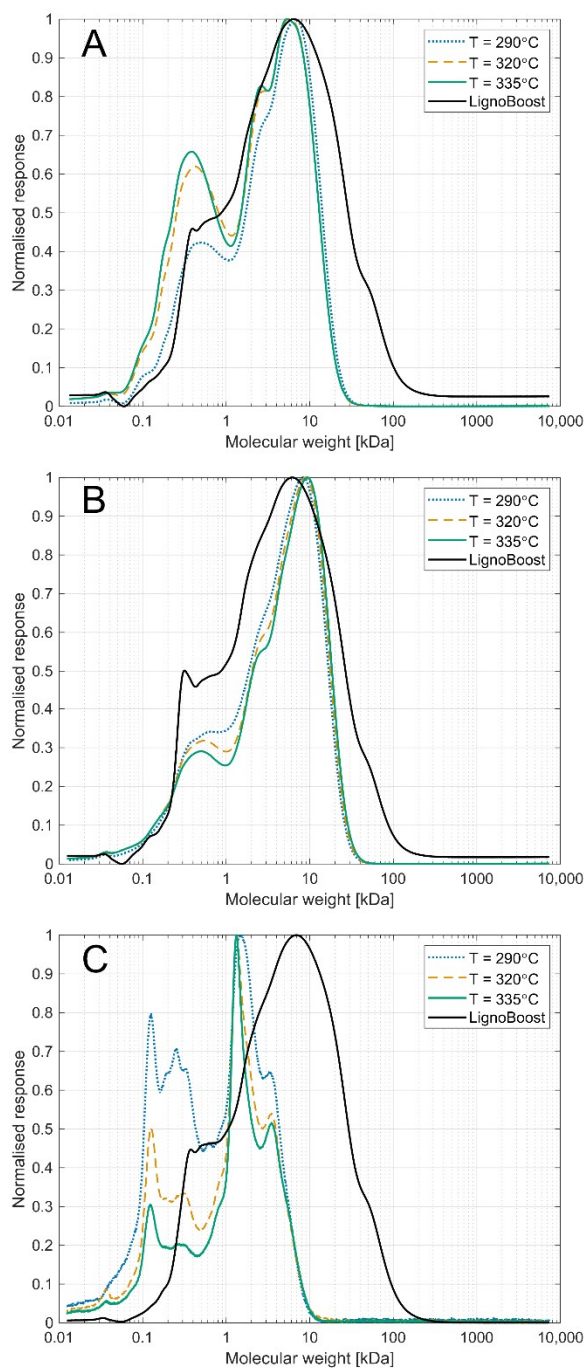 A
T = 290°C
T = 320°C
T = 335°C
LignoBoost
Normalised response
1
0.9
0.8
0.7
0.6
0.5
0.4
0.3
0.2
0.1
0
0.01 0.1 1 10 100 1000 10,000
Molecular weight [kDa]
B
T = 290°C
T = 320°C
T = 335°C
LignoBoost
Normalised response
1
0.9
0.8
0.7
0.6
0.5
0.4
0.3
0.2
0.1
0
0.01 0.1 1 10 100 1000 10,000
Molecular weight [kDa]
C
T = 290°C
T = 320°C
T = 335°C
LignoBoost
Normalised response
1
0.9
0.8
0.7
0.6
0.5
0.4
0.3
0.2
0.1
0
0.01 0.1 1 10 100 1000 10,000
Molecular weight [kDa]